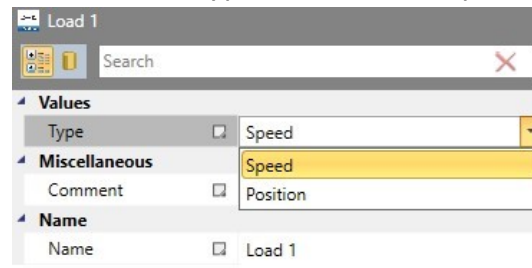 Load 1
Search
Values
Type Speed
Speed
Miscellaneous
Position
Comment
Name
Name Load 1